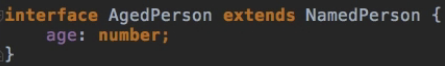 interface AgedPerson extends NamedPerson {
    age: number;
}